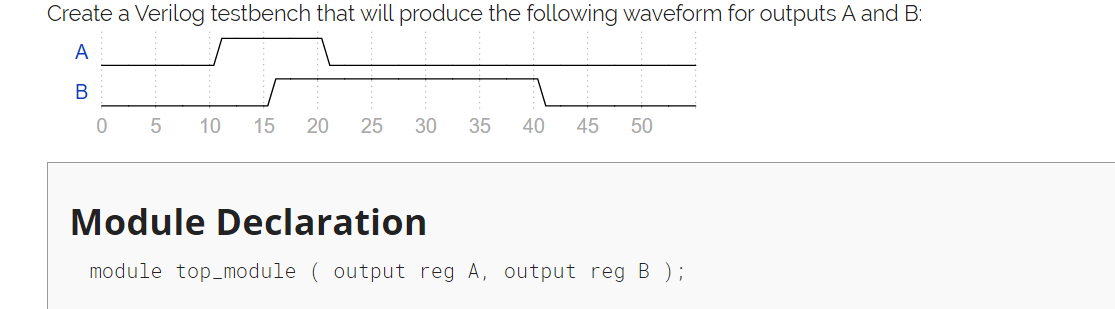 Create a Verilog testbench that will produce the following waveform for outputs A and B:
A
B
0 5 10 15 20 25 30 35 40 45 50
Module Declaration
module top_module ( output reg A, output reg B );